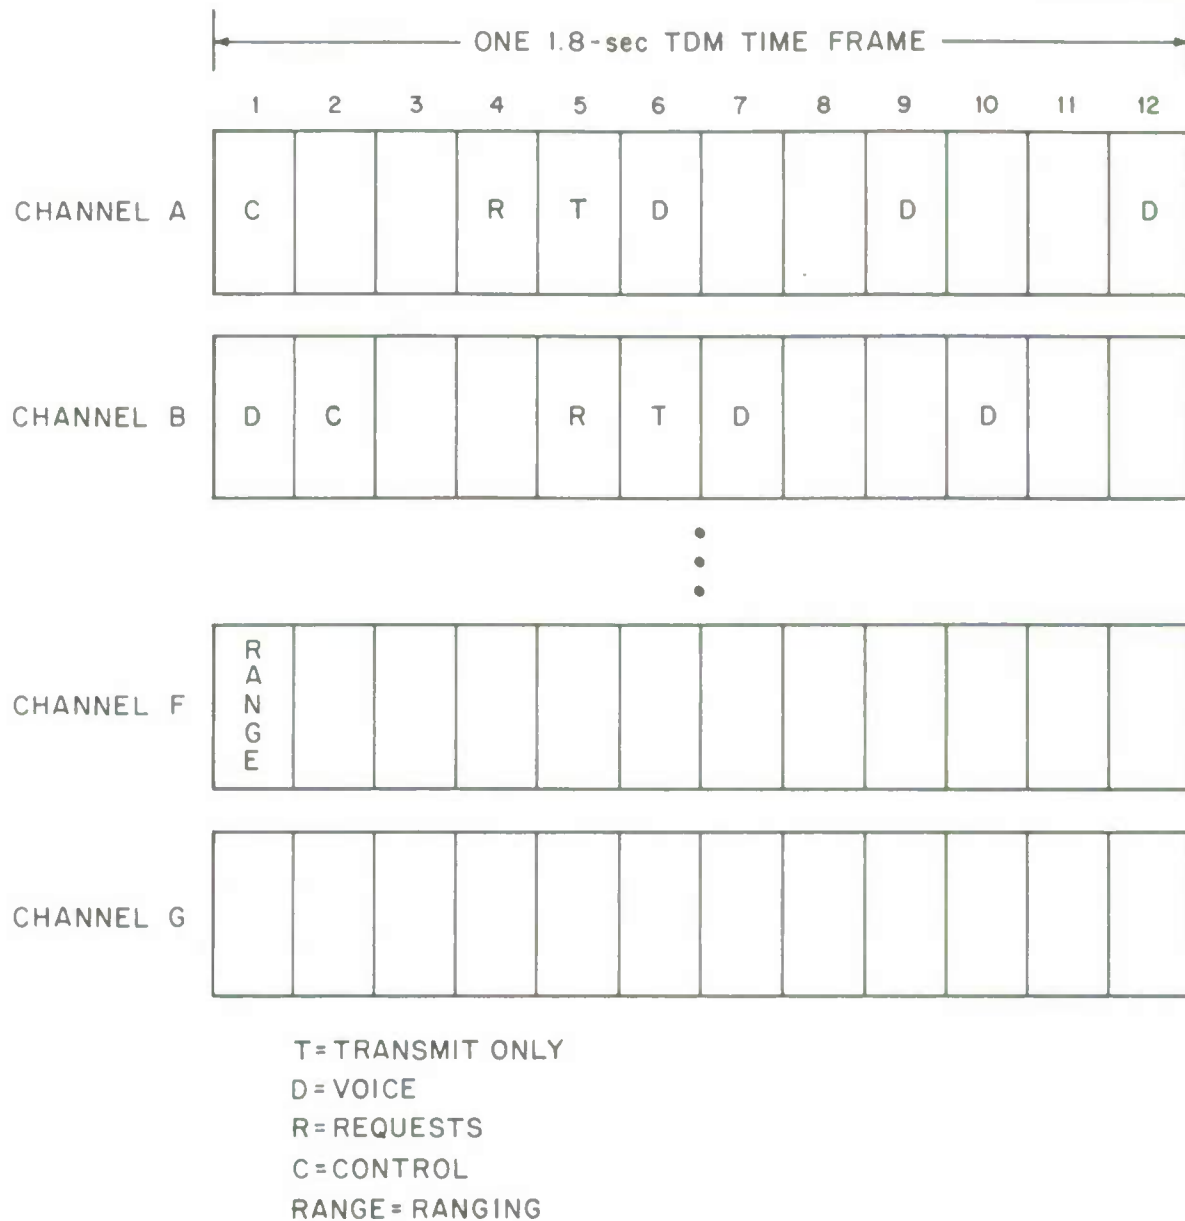 ONE 1.8-sec TDM TIME FRAME
1 2 3 4 5 6 7 8 9 10 11 12
CHANNEL A C R T D D D
CHANNEL B D C R T D D
CHANNEL F RANGE
CHANNEL G
T = TRANSMIT ONLY
D = VOICE
R = REQUESTS
C = CONTROL
RANGE = RANGING